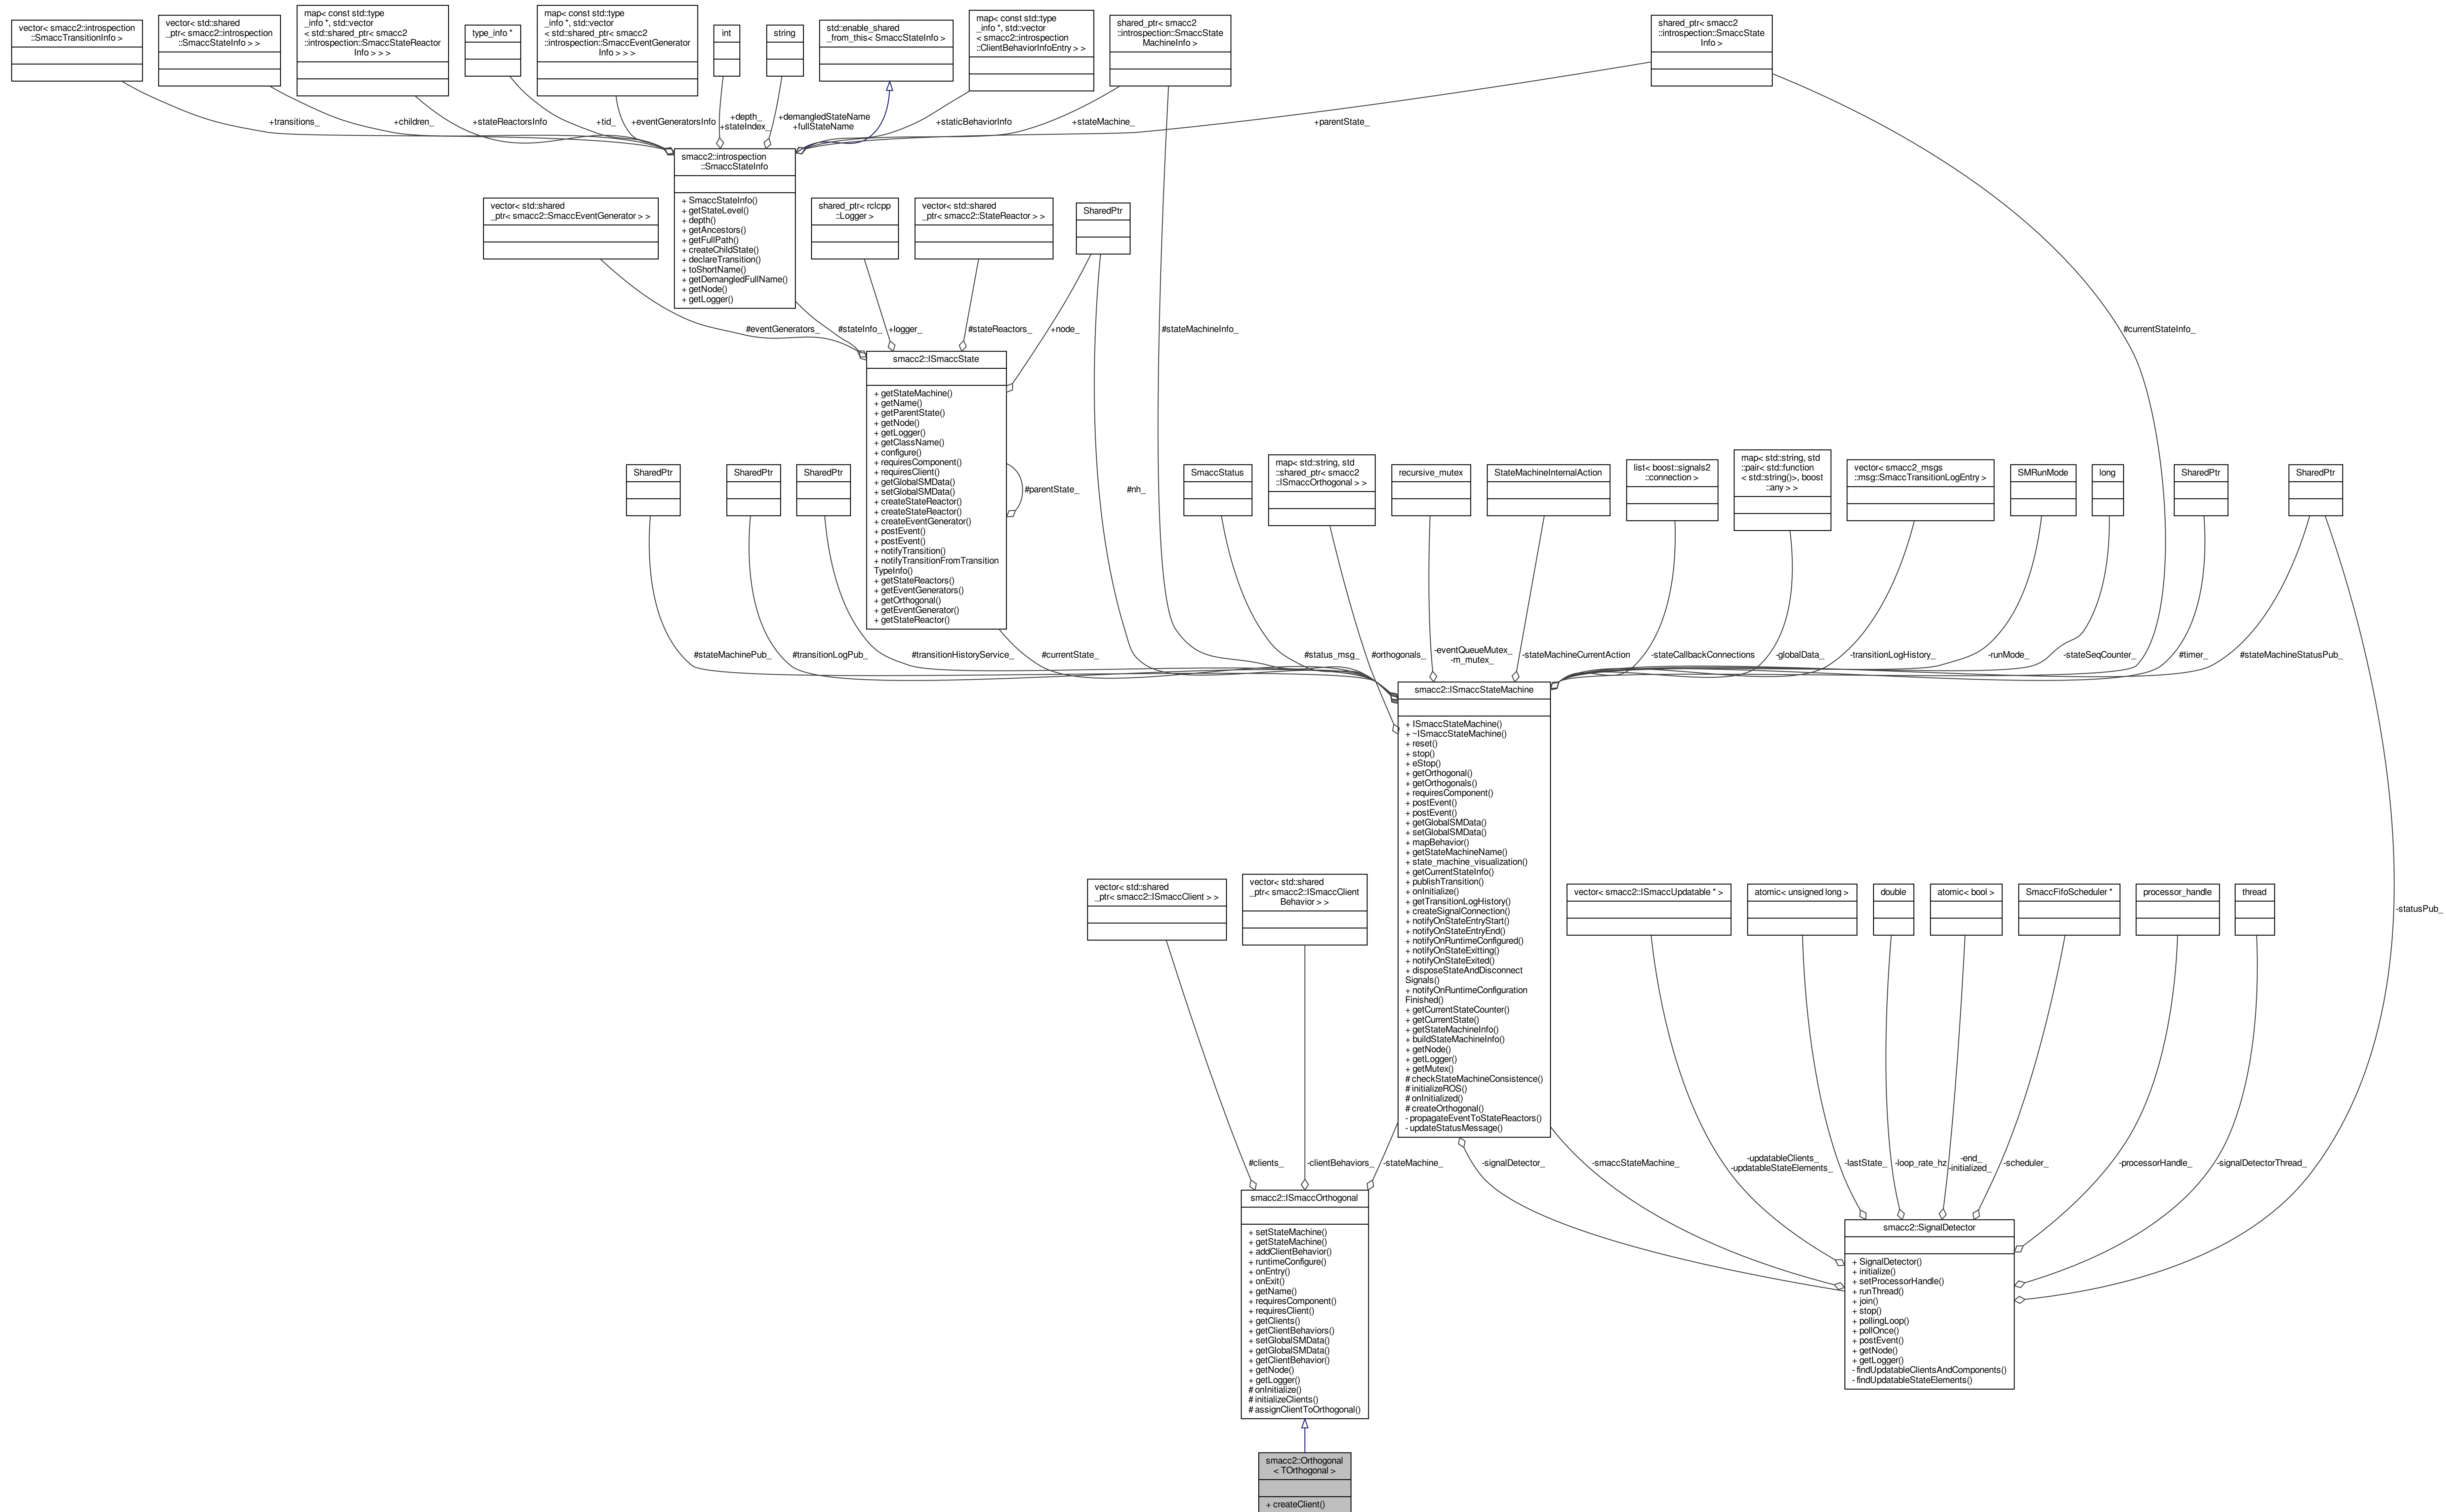 vector< smacc2::introspection
::SmaccTransitionInfo >
vector< std::shared
_ptr< smacc2::introspection
::SmaccStateInfo > >
map< const std::type
_info *, std::vector
< std::shared_ptr< smacc2
::introspection::SmaccStateReactor
Info > > >
type_info *
map< const std::type
_info *, std::vector
< std::shared_ptr< smacc2
::introspection::SmaccEventGenerator
Info > > >
int
string
std::enable_shared
_from_this< SmaccStateInfo >
map< const std::type
_info *, std::vector
< smacc2::introspection
::ClientBehaviorInfoEntry > >
shared_ptr< smacc2
::introspection::SmaccState
MachineInfo >
shared_ptr< smacc2
::introspection::SmaccState
Info >
+transitions_
+children_
+stateReactorsInfo
+tid_
+eventGeneratorsInfo
+depth_
+stateIndex_
+demangledStateName
+fullStateName
+staticBehaviorInfo
+stateMachine_
+parentState_
smacc2::introspection
::SmaccStateInfo
+ SmaccStateInfo()
+ getStateLevel()
+ depth()
+ getAncestors()
+ getFullPath()
+ createChildState()
+ declareTransition()
+ toShortName()
+ getDemangledFullName()
+ getNode()
+ getLogger()
vector< std::shared
_ptr< smacc2::SmaccEventGenerator > >
shared_ptr< rclcpp
::Logger >
vector< std::shared
_ptr< smacc2::StateReactor > >
SharedPtr
#eventGenerators_
#stateInfo_
+logger_
#stateReactors_
+node_
#stateMachineInfo_
#currentStateInfo_
smacc2::ISmaccState
+ getStateMachine()
+ getName()
+ getParentState()
+ getNode()
+ getLogger()
+ getClassName()
+ configure()
+ requiresComponent()
+ requiresClient()
+ getGlobalSMData()
+ setGlobalSMData()
+ createStateReactor()
+ createStateReactor()
+ createEventGenerator()
+ postEvent()
+ postEvent()
+ notifyTransition()
+ notifyTransitionFromTransition
TypeInfo()
+ getStateReactors()
+ getEventGenerators()
+ getOrthogonal()
+ getEventGenerator()
+ getStateReactor()
#parentState_
#nh_
SharedPtr
SharedPtr
SharedPtr
SmaccStatus
map< std::string, std
::shared_ptr< smacc2
::ISmaccOrthogonal > >
recursive_mutex
StateMachineInternalAction
list< boost::signals2
::connection >
map< std::string, std
::pair< std::function
< std::string()>, boost
::any > >
vector< smacc2_msgs
::msg::SmaccTransitionLogEntry >
SMRunMode
long
SharedPtr
SharedPtr
#stateMachinePub_
#transitionLogPub_
#transitionHistoryService_
#currentState_
#status_msg_
#orthogonals_
-eventQueueMutex_
-m_mutex_
-stateMachineCurrentAction
-stateCallbackConnections
-globalData_
-transitionLogHistory_
-runMode_
-stateSeqCounter_
#timer_
#stateMachineStatusPub_
smacc2::ISmaccStateMachine
+ ISmaccStateMachine()
+ ~ISmaccStateMachine()
+ reset()
+ stop()
+ eStop()
+ getOrthogonal()
+ getOrthogonals()
+ requiresComponent()
+ postEvent()
+ postEvent()
+ getGlobalSMData()
+ setGlobalSMData()
+ mapBehavior()
+ getStateMachineName()
+ state_machine_visualization()
+ getCurrentStateInfo()
+ publishTransition()
+ onInitialize()
+ getTransitionLogHistory()
+ createSignalConnection()
+ notifyOnStateEntryStart()
+ notifyOnStateEntryEnd()
+ notifyOnRuntimeConfigured()
+ notifyOnStateExitting()
+ notifyOnStateExited()
+ disposeStateAndDisconnect
Signals()
+ notifyOnRuntimeConfiguration
Finished()
+ getCurrentStateCounter()
+ getCurrentState()
+ getStateMachineInfo()
+ buildStateMachineInfo()
+ getNode()
+ getLogger()
+ getMutex()
# checkStateMachineConsistence()
# initializeROS()
# onInitialized()
# createOrthogonal()
- propagateEventToStateReactors()
- updateStatusMessage()
vector< std::shared
_ptr< smacc2::ISmaccClient > >
vector< std::shared
_ptr< smacc2::ISmaccClient
Behavior > >
vector< smacc2::ISmaccUpdatable * >
atomic< unsigned long >
double
atomic< bool >
SmaccFifoScheduler *
processor_handle
thread
-statusPub_
#clients_
-clientBehaviors_
-stateMachine_
-signalDetector_
-smaccStateMachine_
-updatableClients_
-updatableStateElements_
-lastState_
-loop_rate_hz
-end_
-initialized_
-scheduler_
-processorHandle_
-signalDetectorThread_
smacc2::ISmaccOrthogonal
+ setStateMachine()
+ getStateMachine()
+ addClientBehavior()
+ runtimeConfigure()
+ onEntry()
+ onExit()
+ getName()
+ requiresComponent()
+ requiresClient()
+ getClients()
+ getClientBehaviors()
+ setGlobalSMData()
+ getGlobalSMData()
+ getClientBehavior()
+ getNode()
+ getLogger()
# onInitialize()
# initializeClients()
# assignClientToOrthogonal()
smacc2::SignalDetector
+ SignalDetector()
+ initialize()
+ setProcessorHandle()
+ runThread()
+ join()
+ stop()
+ pollingLoop()
+ pollOnce()
+ postEvent()
+ getNode()
+ getLogger()
- findUpdatableClientsAndComponents()
- findUpdatableStateElements()
smacc2::Orthogonal
< TOrthogonal >
+ createClient()